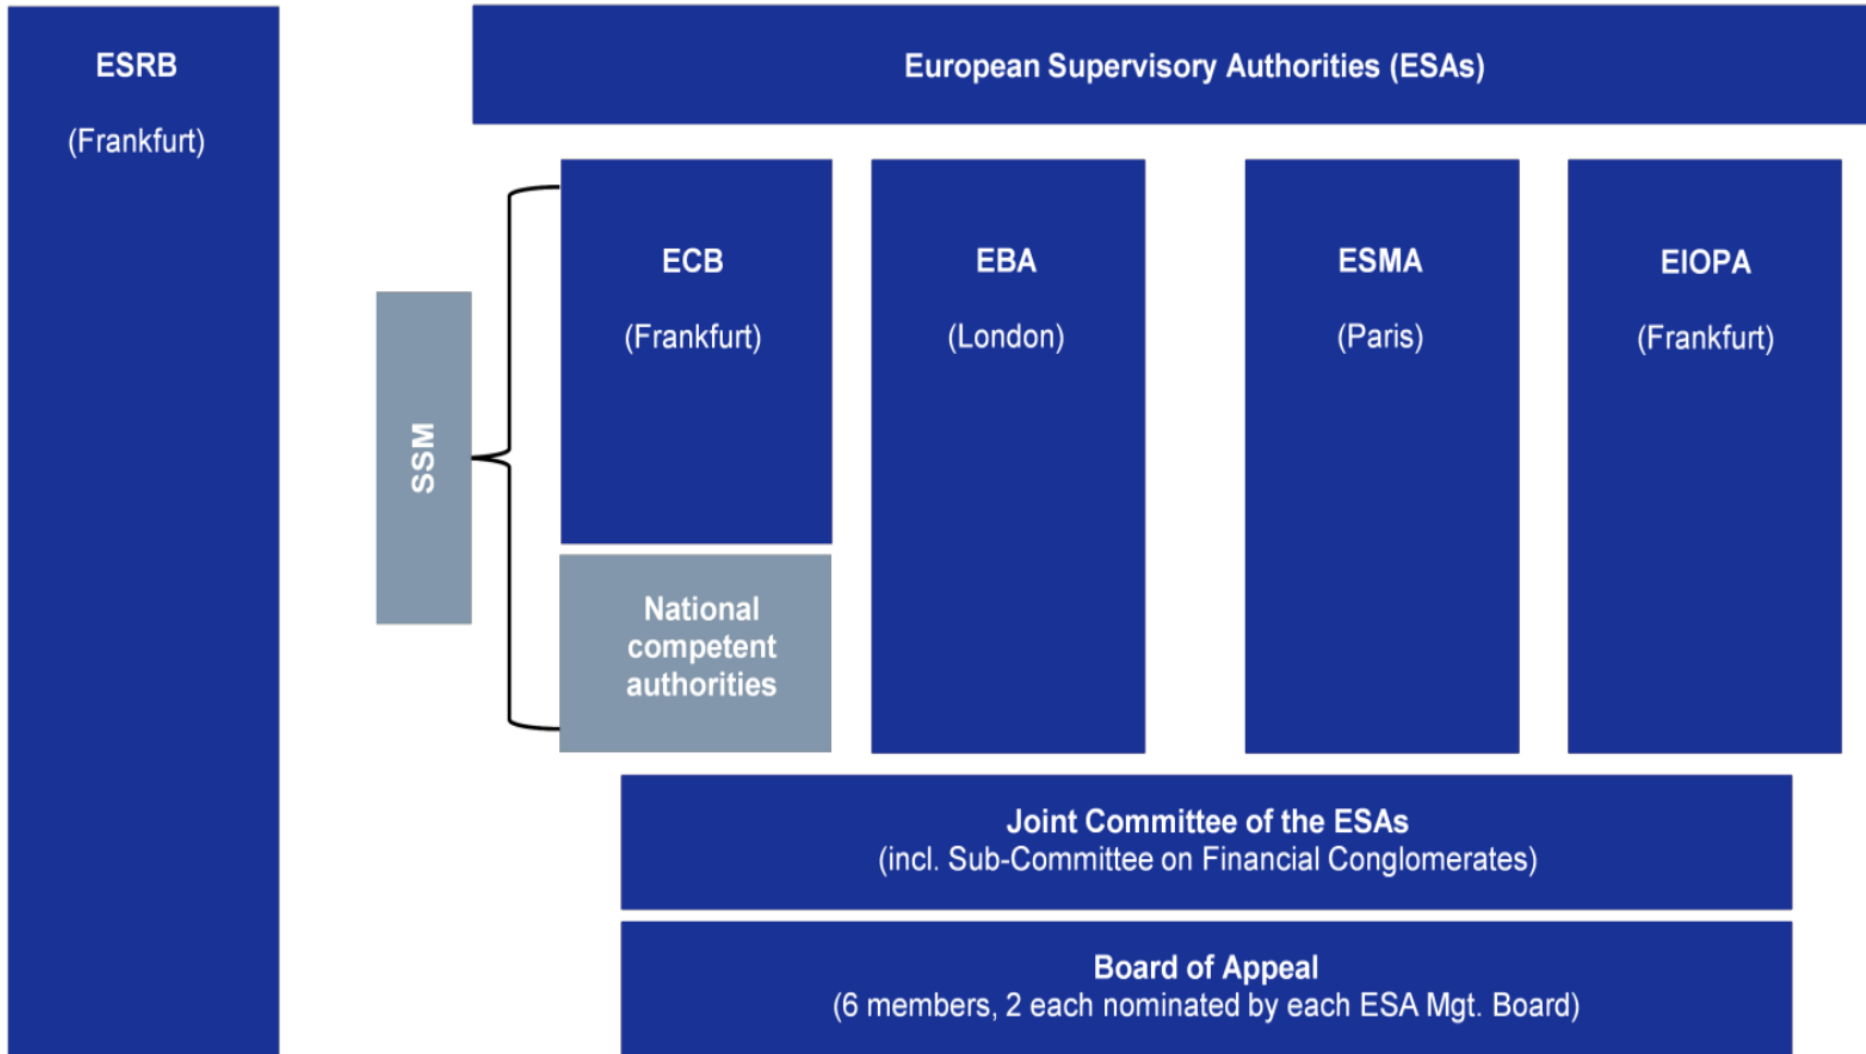 ESRB
(Frankfurt)
European Supervisory Authorities (ESAs)
SSM
ECB
(Frankfurt)
National
competent
authorities
EBA
(London)
ESMA
(Paris)
EIOPA
(Frankfurt)
Joint Committee of the ESAs
(incl. Sub-Committee on Financial Conglomerates)
Board of Appeal
(6 members, 2 each nominated by each ESA Mgt. Board)